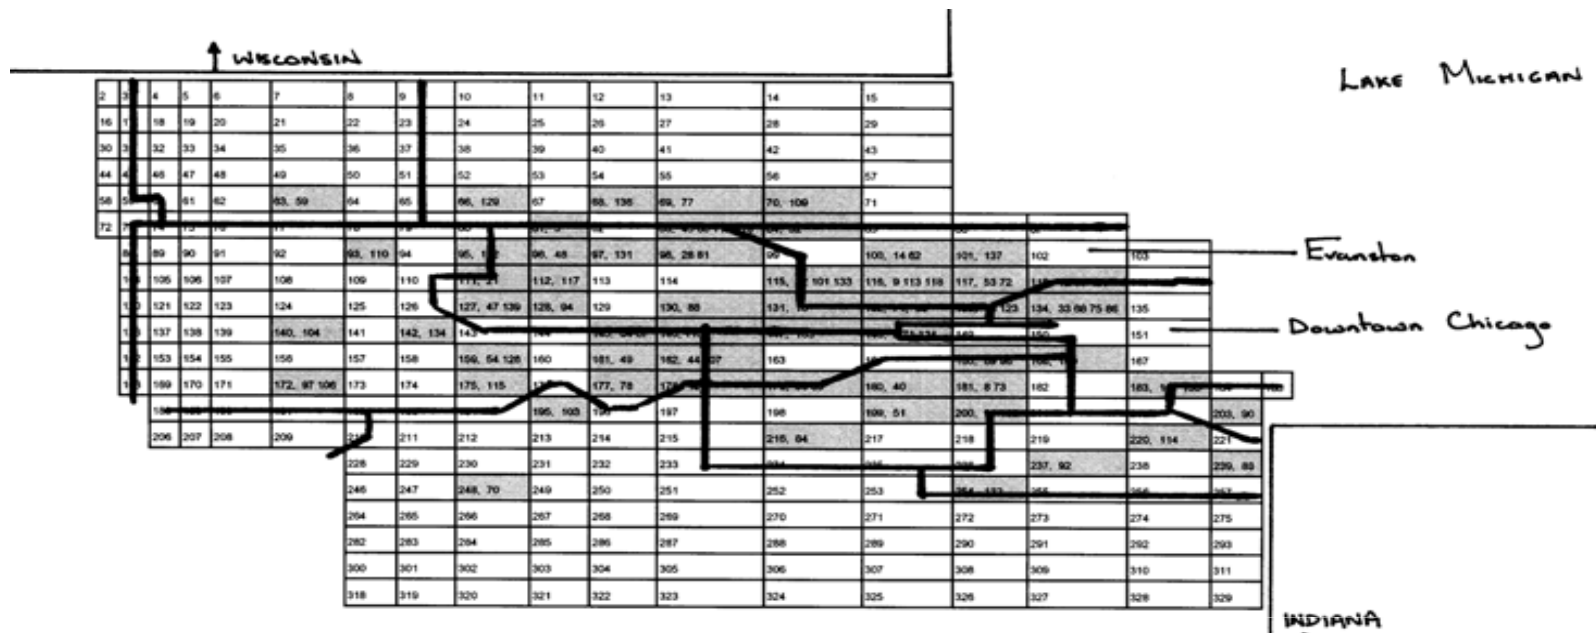 WISCONSIN
LAKE MICHIGAN
2 3 4 5 6 7 8 9 10 11 12 13 14 15
16 18 19 20 21 22 23 24 25 26 27 28 29
30 32 33 34 35 36 37 38 39 40 41 42 43
44 46 47 48 49 50 51 52 53 54 55 56 57
58 61 62 63, 59 64 65 66, 129 67 68, 136 69, 77 70, 109 71
72
89 90 91 92 93, 110 94 96, 48 97, 131 98, 28 81 99 100, 14 62 101, 137 102 103
Evanston
105 106 107 108 109 110 112, 117 113 114 115, 101 133 116, 9 113 118 117, 53 72
121 122 123 124 125 126 127, 47 139 128, 94 129 130, 88 123 134, 33 66 75 86 135
137 138 139 140, 104 141 142, 134 143 151
Downtown Chicago
153 154 155 156 157 158 159, 54 126 160 161, 49 162, 44 107 163 167
169 170 171 172, 97 106 173 174 175, 115 177, 78 180, 40 181, 8 73 182
195, 103 197 198 199, 51 200, 203, 90
206 207 208 209 211 212 213 214 215 216, 84 217 218 219 220, 114 221
228 229 230 231 232 233 237, 92 238 239, 89
246 247 248, 70 249 250 251 252 253
264 265 266 267 268 269 270 271 272 273 274 275
282 283 284 285 286 287 288 289 290 291 292 293
300 301 302 303 304 305 306 307 308 309 310 311
318 319 320 321 322 323 324 325 326 327 328 329
INDIANA